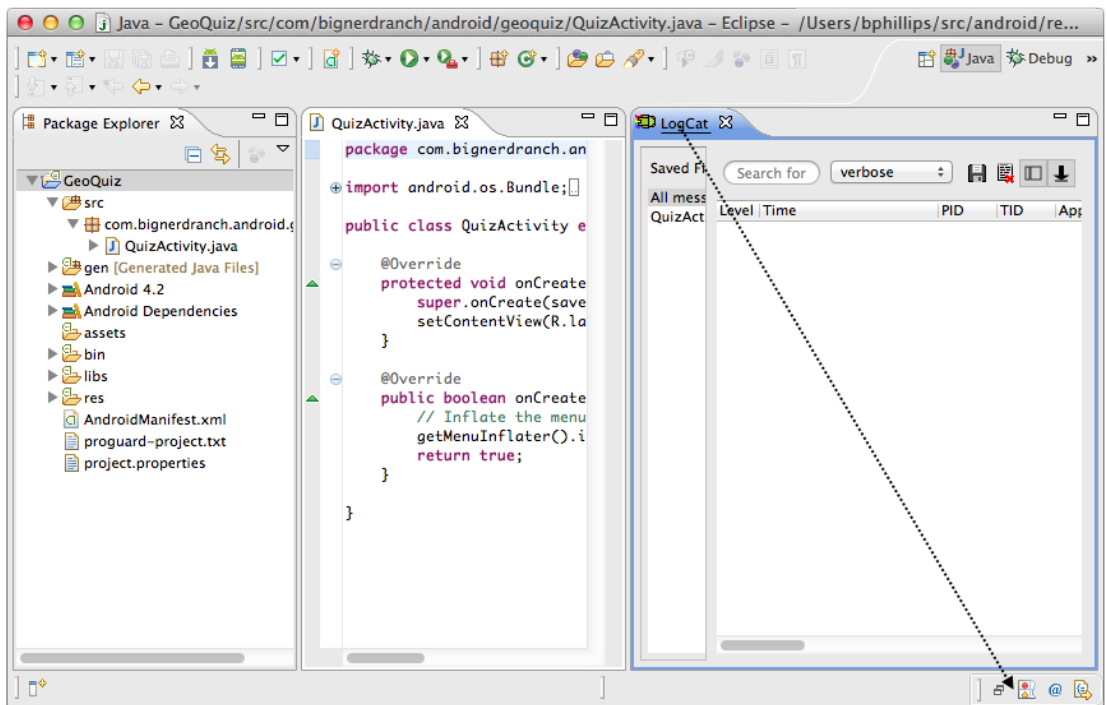 Java – GeoQuiz/src/com/bignerdranch/android/geoquiz/QuizActivity.java – Eclipse – /Users/bphillips/src/android/re...
Java
Debug
»
Package Explorer
GeoQuiz
src
com.bignerdranch.android.g
QuizActivity.java
gen [Generated Java Files]
Android 4.2
Android Dependencies
assets
bin
libs
res
AndroidManifest.xml
proguard-project.txt
project.properties
QuizActivity.java
package com.bignerdranch.an
import android.os.Bundle;
public class QuizActivity e
@Override
protected void onCreate
super.onCreate(save
setContentView(R.la
}
@Override
public boolean onCreate
// Inflate the menu
getMenuInflater().i
return true;
}
}
LogCat
Saved Fi
All mess
QuizAct
Search for
verbose
Level Time PID TID App
@